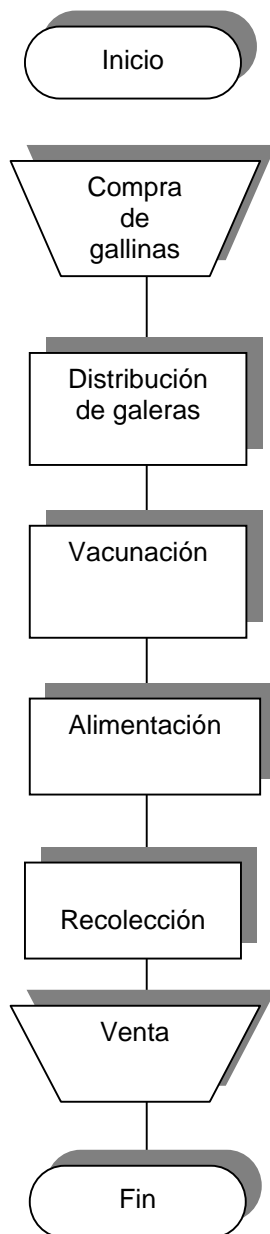 Inicio
Compra
de
gallinas
Distribución
de galeras
Vacunación
Alimentación
Recolección
Venta
Fin